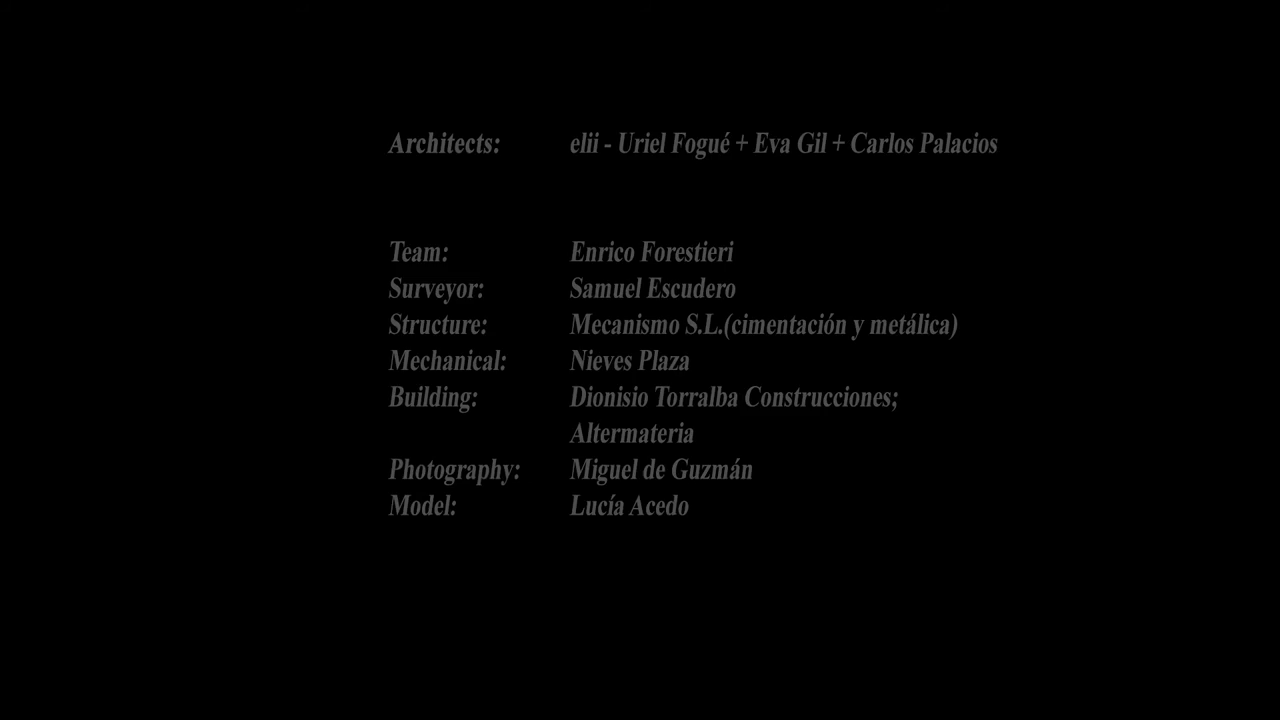 Architects: elii - Uriel Fogué + Eva Gil + Carlos Palacios
Team: Enrico Forestieri
Surveyor: Samuel Escudero
Structure: Mecanismo S.L.(cimentación y metálica)
Mechanical: Nieves Plaza
Building: Dionisio Torralba Construcciones;
Altermateria
Photography: Miguel de Guzmán
Model: Lucía Acedo